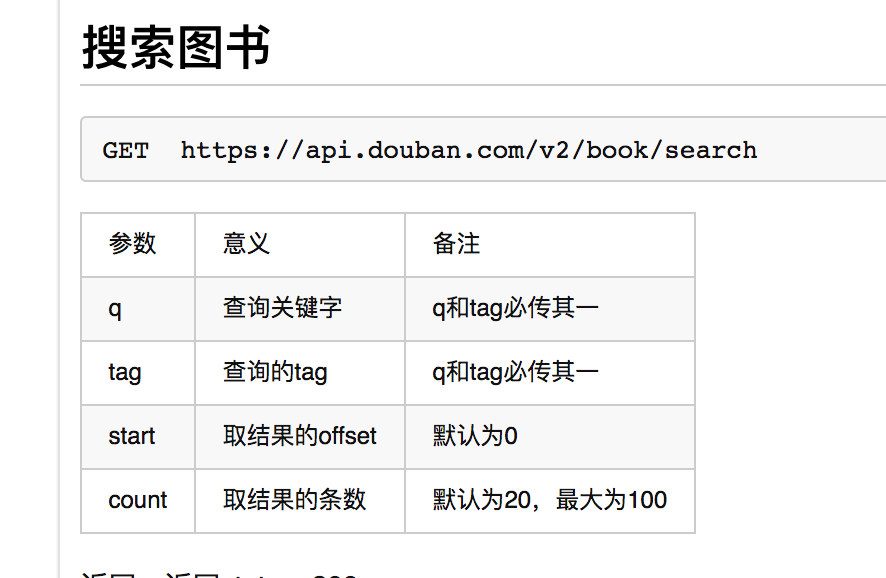 搜索图书
GET https://api.douban.com/v2/book/search
参数 意义 备注
q 查询关键字 q和tag必传其一
tag 查询的tag q和tag必传其一
start 取结果的offset 默认为0
count 取结果的条数 默认为20，最大为100